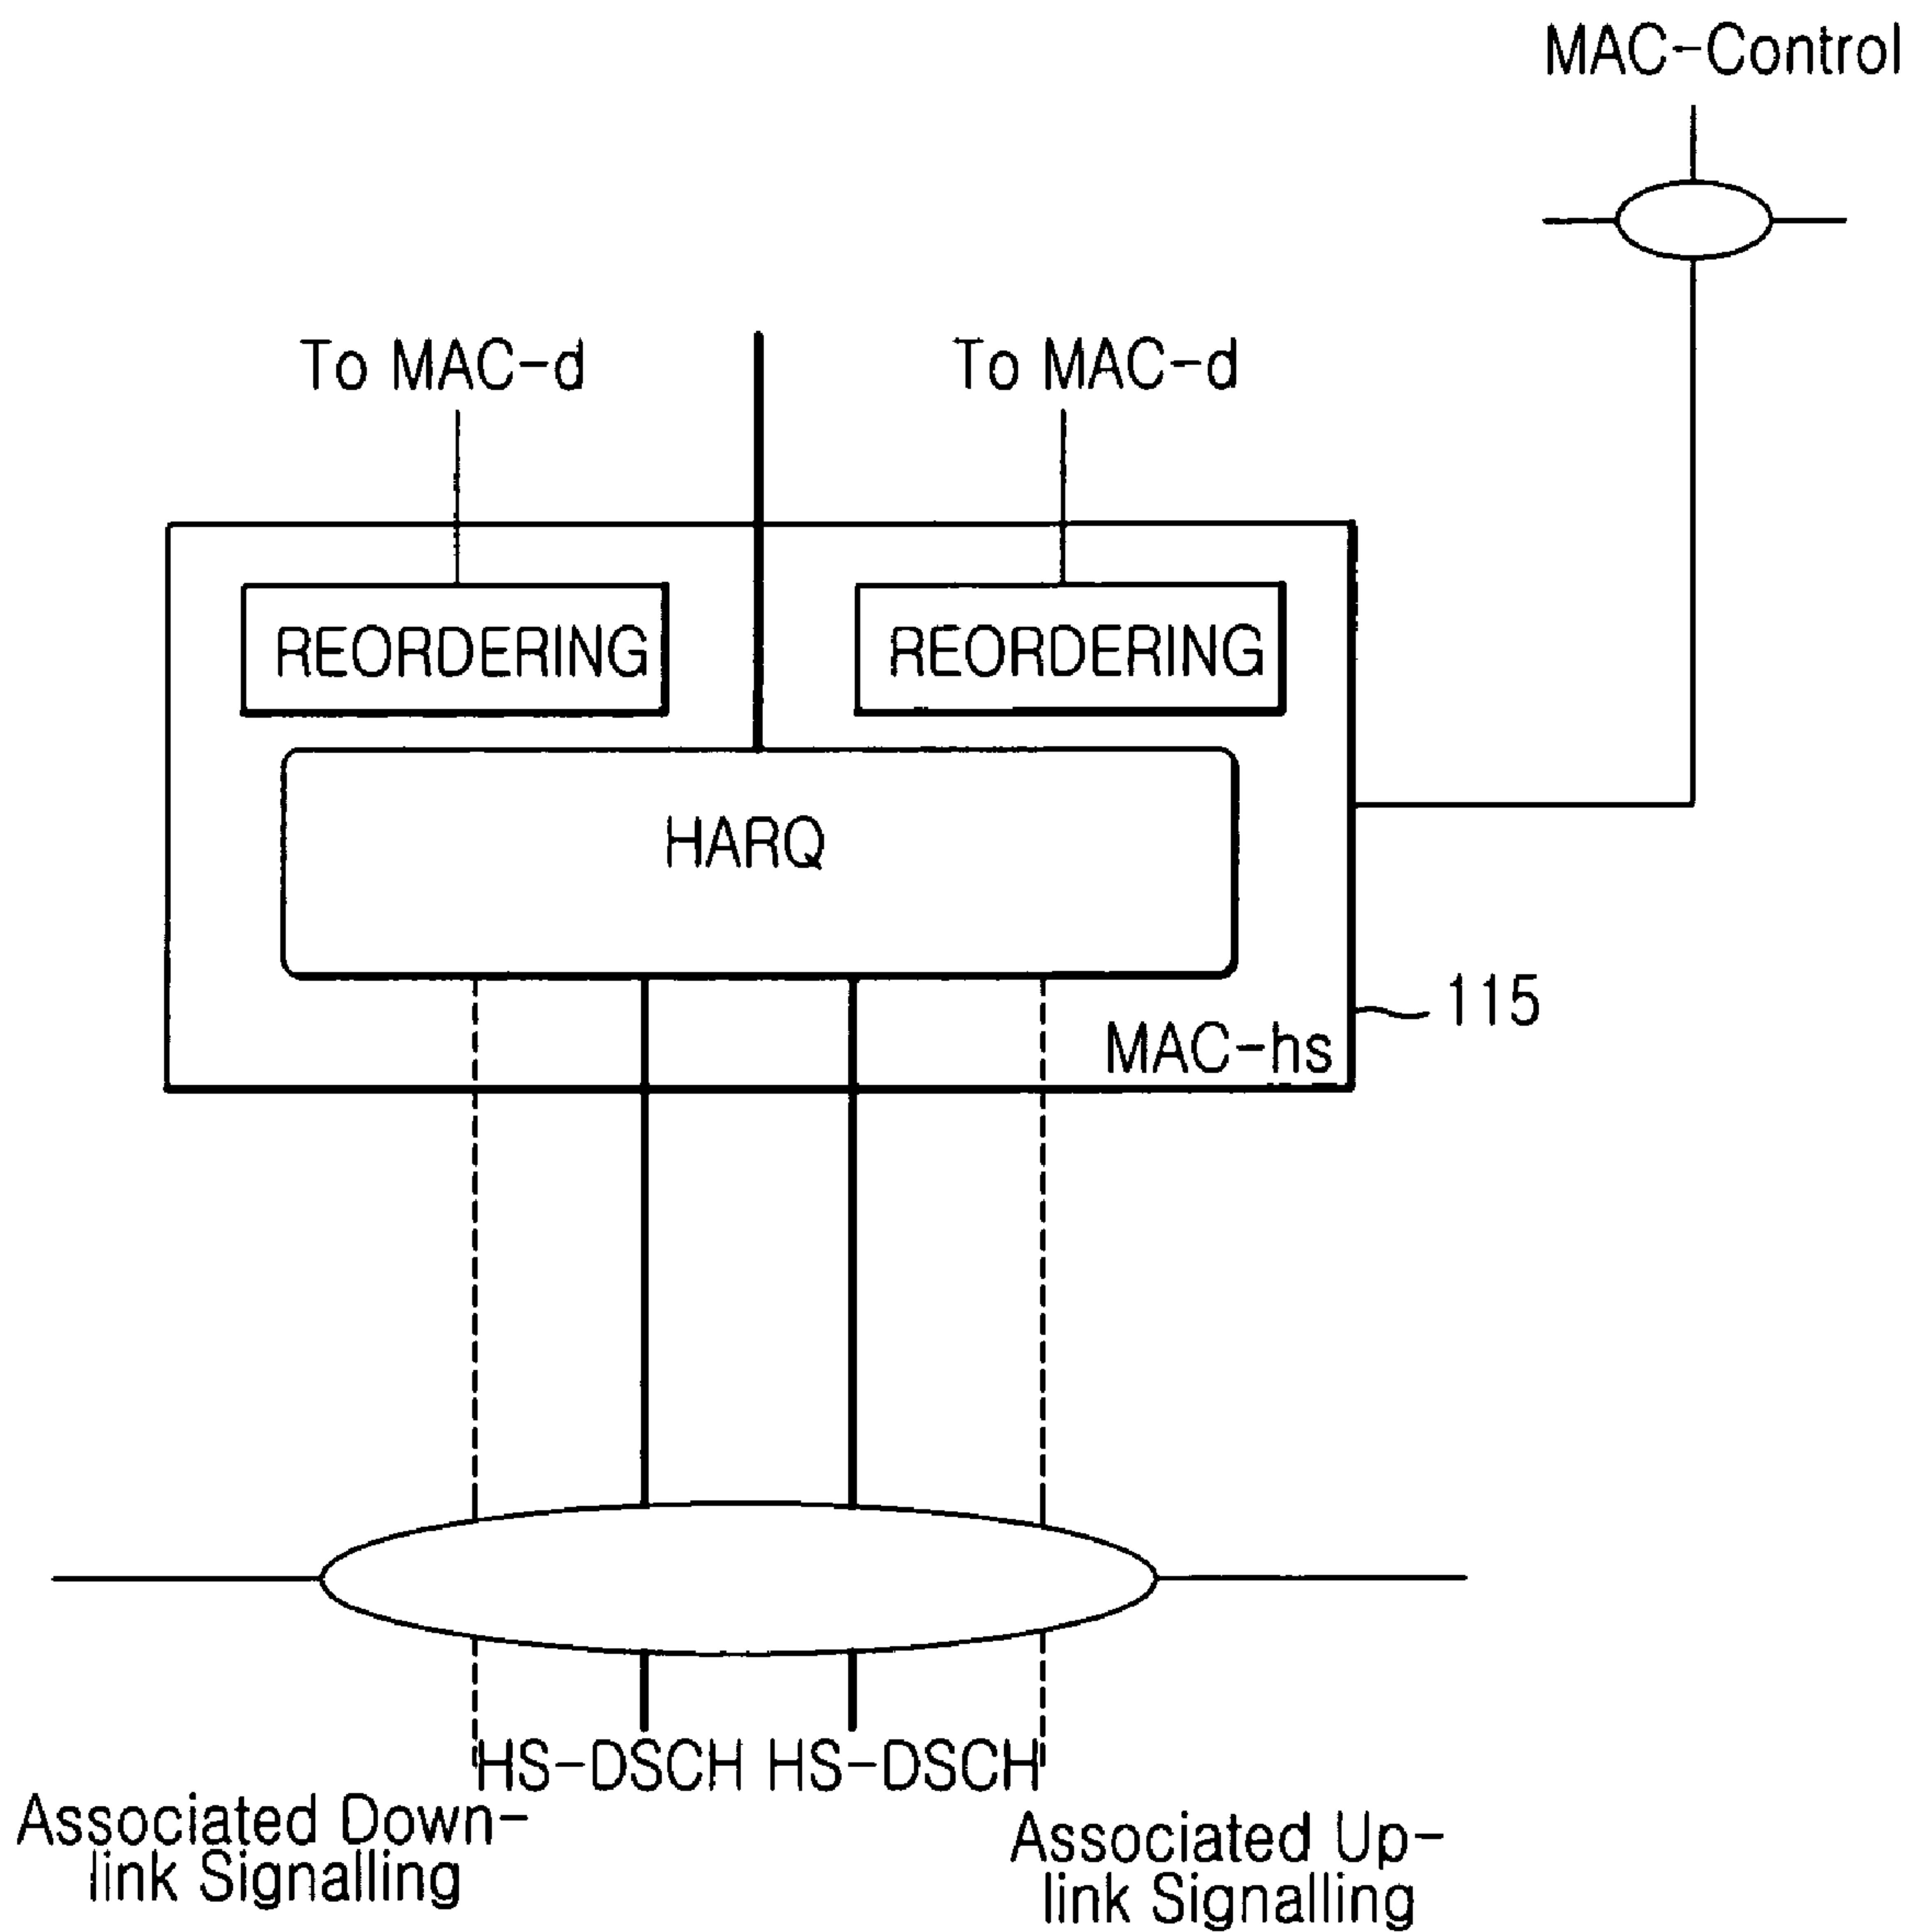 MAC-Control
To MAC-d
To MAC-d
REORDERING
REORDERING
HARQ
115
MAC-hs
HS-DSCH
HS-DSCH
Associated Down-
link Signalling
Associated Up-
link Signalling